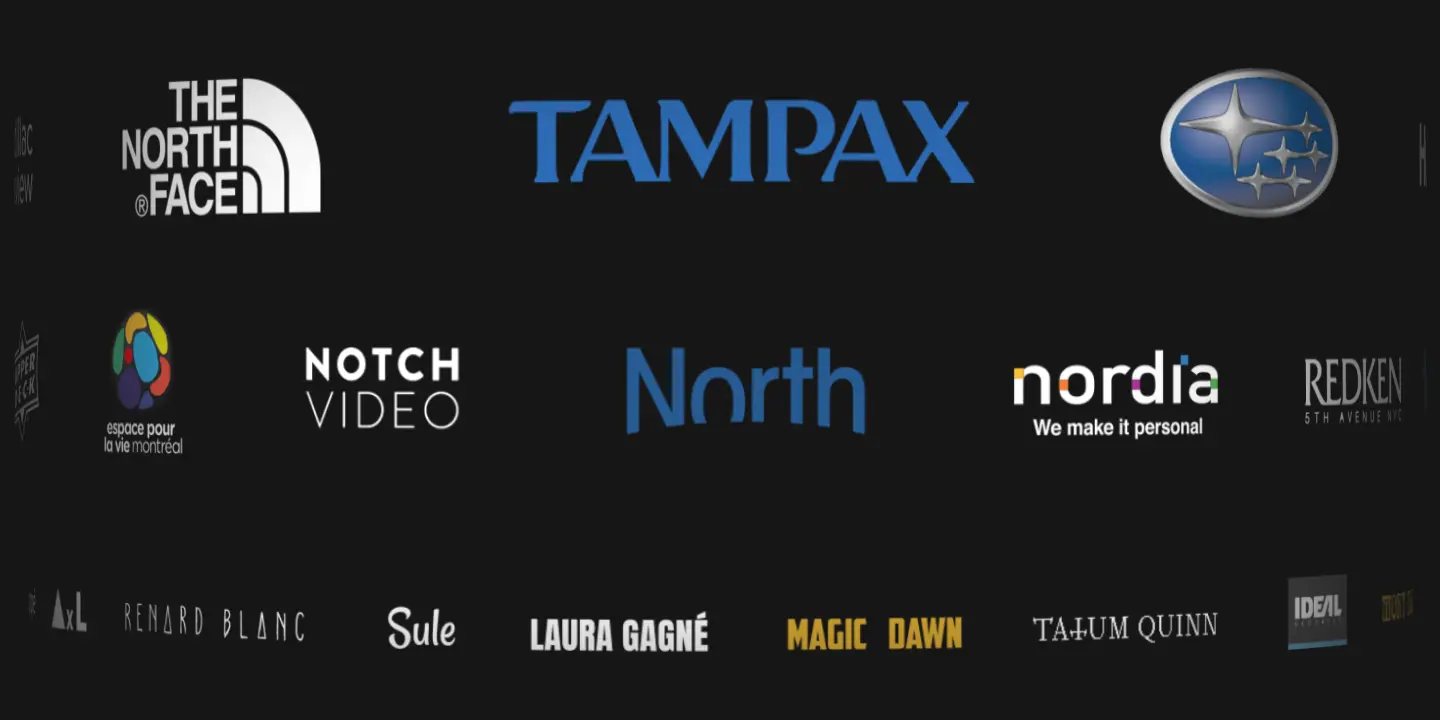 THE
NORTH
®FACE
TAMPAX
espace pour
la vie montréal
NOTCH
VIDEO
North
nordia
We make it personal
REDKEN
5TH AVENUE NYC
AxL
RENARD BLANC
Sule
LAURA GAGNÉ
MAGIC DAWN
TATUM QUINN
IDEAL